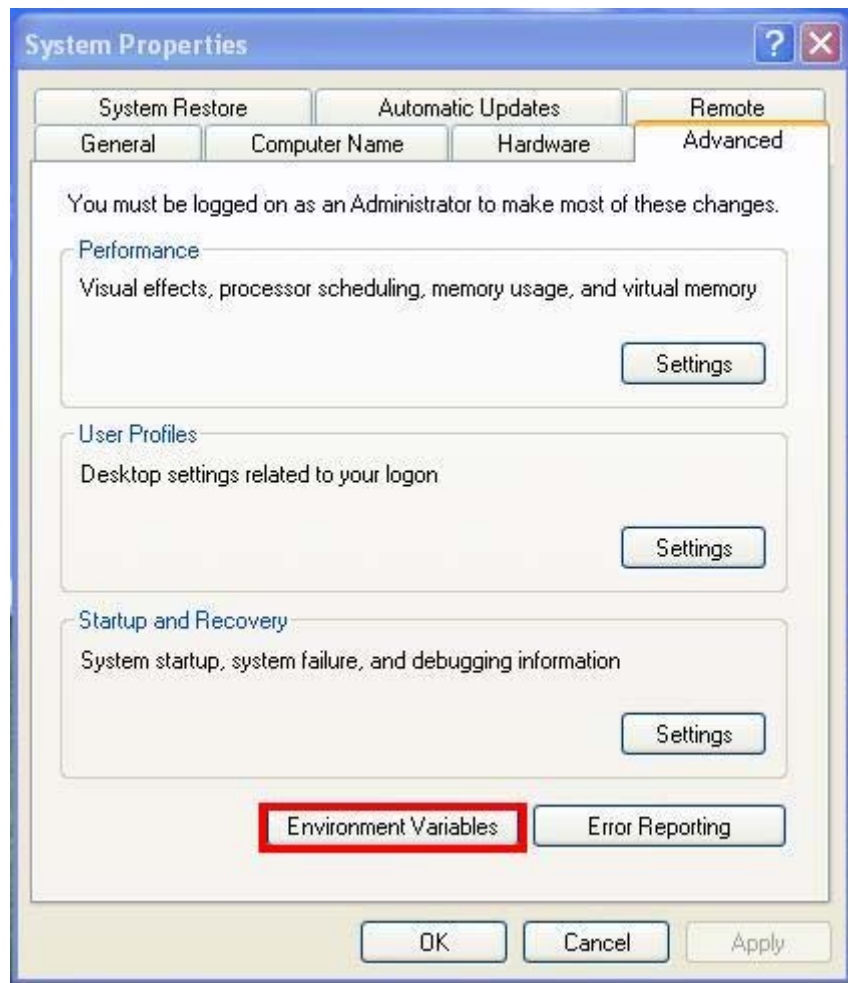 System Properties
System Restore Automatic Updates Remote
General Computer Name Hardware Advanced
You must be logged on as an Administrator to make most of these changes.
Performance
Visual effects, processor scheduling, memory usage, and virtual memory
Settings
User Profiles
Desktop settings related to your logon
Settings
Startup and Recovery
System startup, system failure, and debugging information
Settings
Environment Variables Error Reporting
OK Cancel Apply